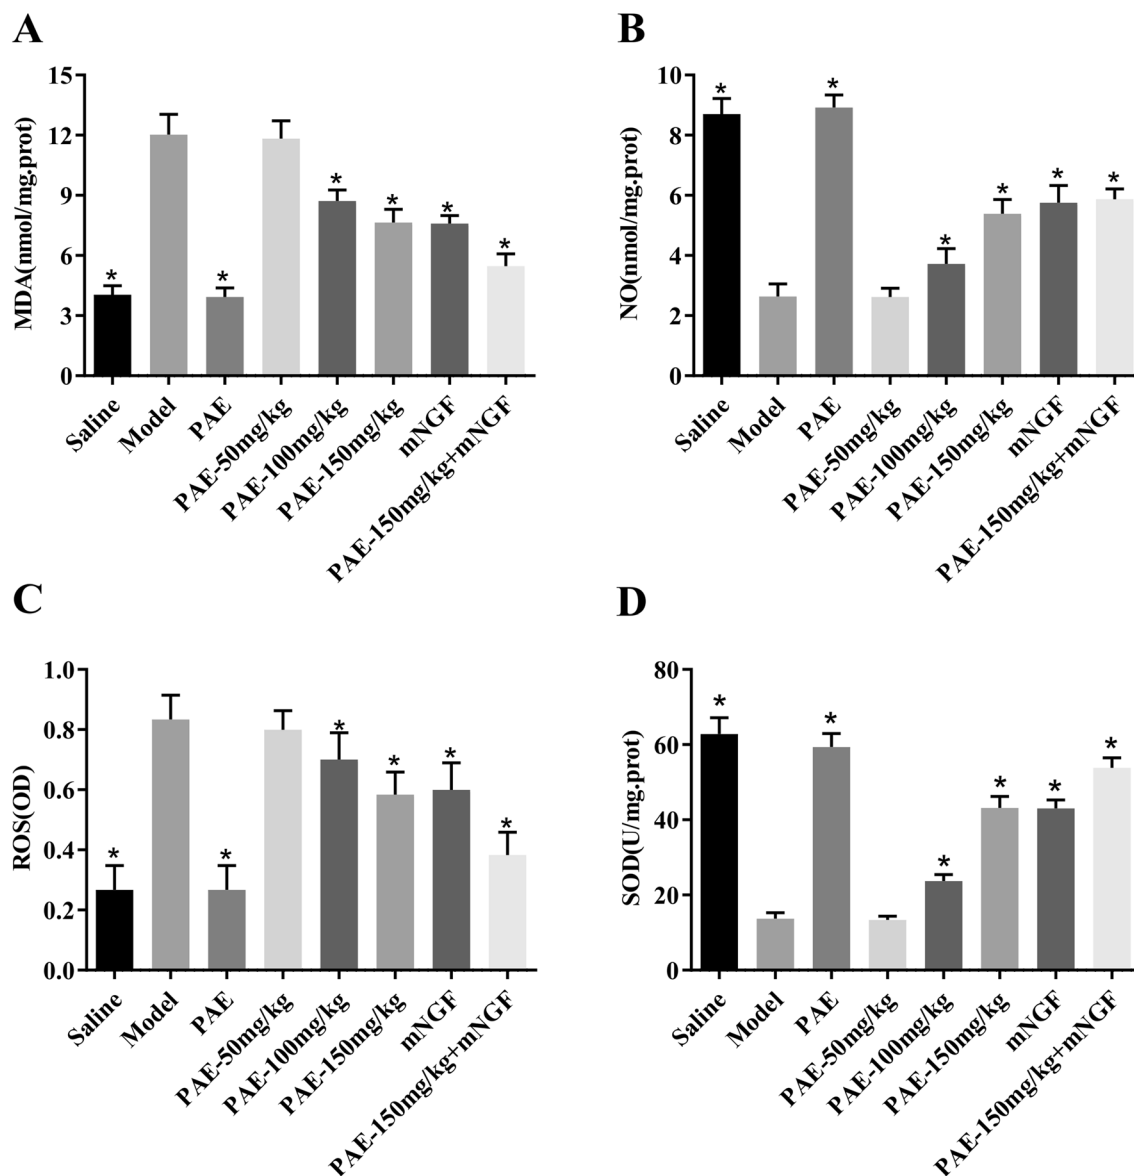 A
MDA(nmol/mg.prot)
15
12
9
6
3
0
*
*
*
*
*
*
Saline
Model
PAE
PAE-50mg/kg
PAE-100mg/kg
PAE-150mg/kg
mNGF
PAE-150mg/kg+mNGF
B
NO(nmol/mg.prot)
10
8
6
4
2
0
*
*
*
*
*
*
Saline
Model
PAE
PAE-50mg/kg
PAE-100mg/kg
PAE-150mg/kg
mNGF
PAE-150mg/kg+mNGF
C
ROS(OD)
1.0
0.8
0.6
0.4
0.2
0.0
*
*
*
*
*
*
Saline
Model
PAE
PAE-50mg/kg
PAE-100mg/kg
PAE-150mg/kg
mNGF
PAE-150mg/kg+mNGF
D
SOD(U/mg.prot)
80
60
40
20
0
*
*
*
*
*
*
Saline
Model
PAE
PAE-50mg/kg
PAE-100mg/kg
PAE-150mg/kg
mNGF
PAE-150mg/kg+mNGF